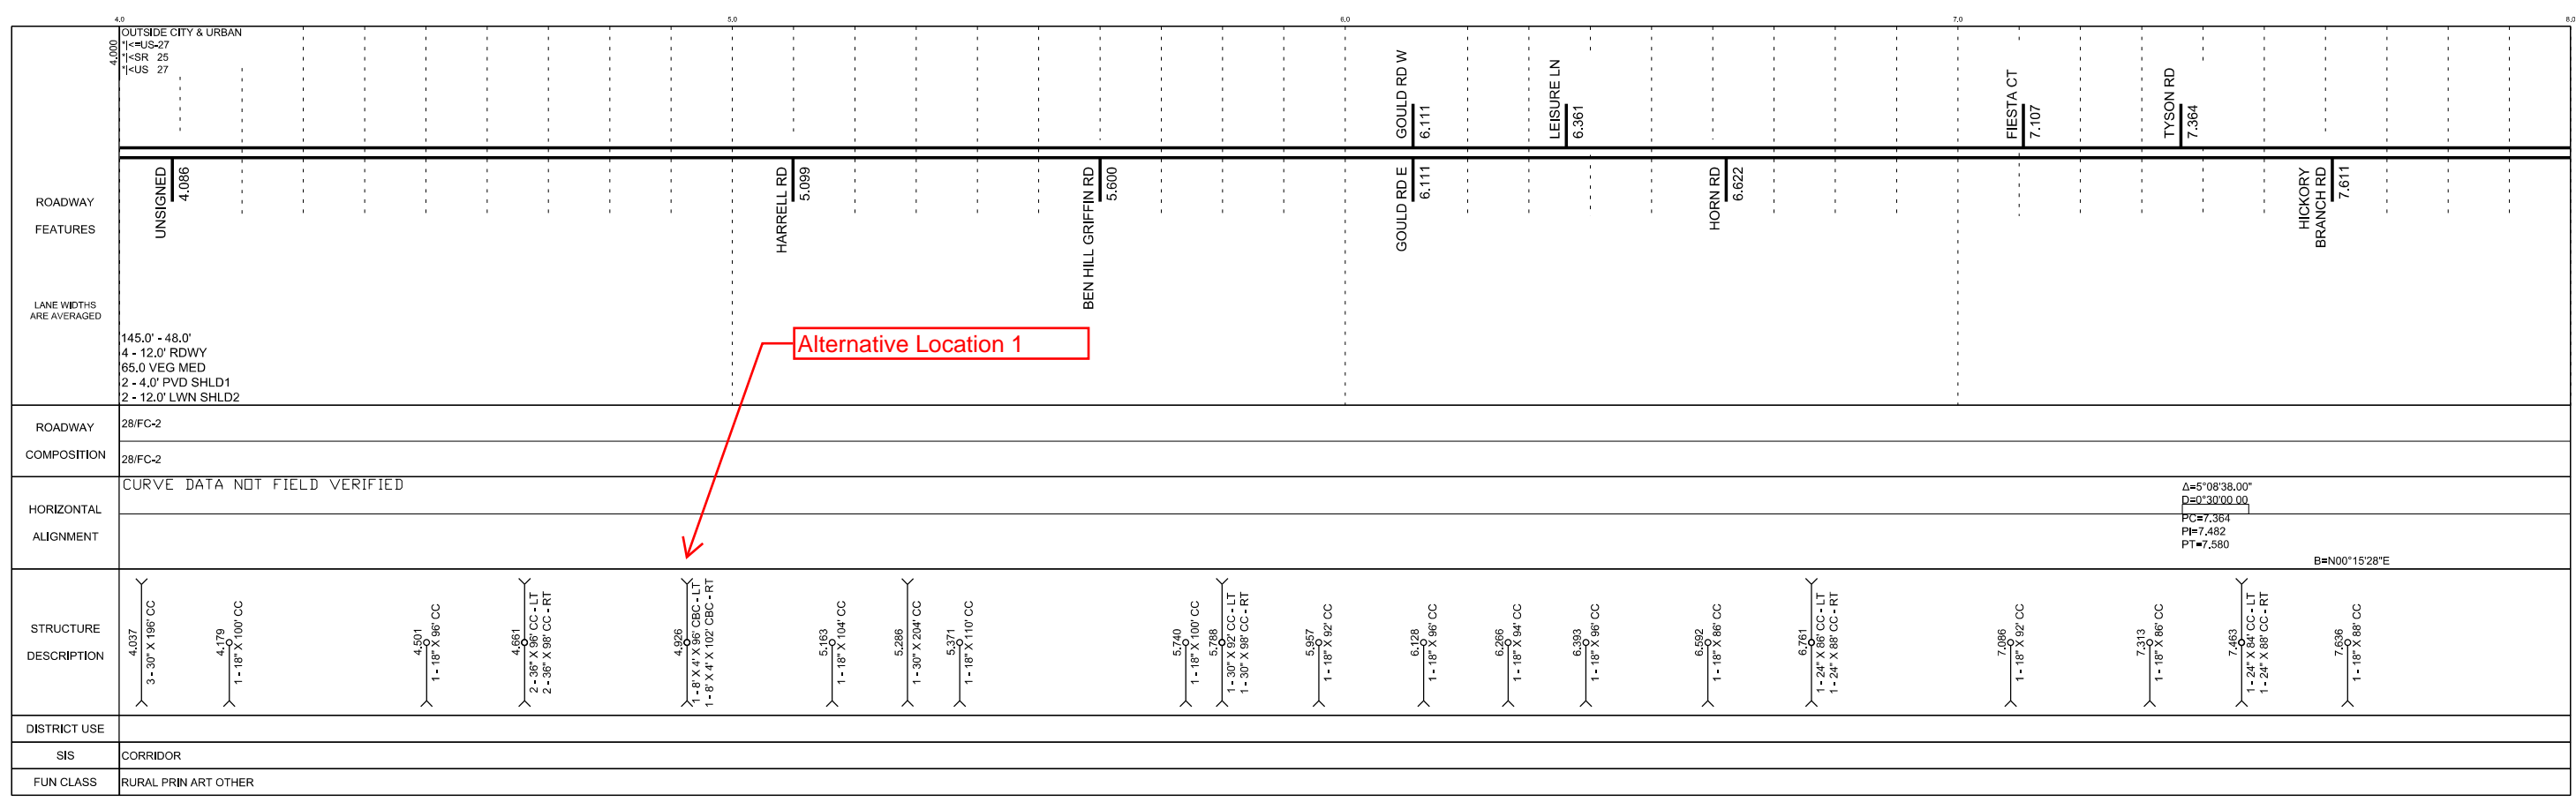 4.0
5.0
6.0
7.0
8.0
4.000
OUTSIDE CITY & URBAN
*|<=US-27
*|<SR 25
*|<US 27
GOULD RD W
6.111
LEISURE LN
6.361
FIESTA CT
7.107
TYSON RD
7.364
ROADWAY
FEATURES
UNSIGNED
4.086
HARRELL RD
5.099
BEN HILL GRIFFIN RD
5.600
GOULD RD E
6.111
HORN RD
6.622
HICKORY
BRANCH RD
7.611
LANE WIDTHS
ARE AVERAGED
145.0' - 48.0'
4 - 12.0' RDWY
65.0 VEG MED
2 - 4.0' PVD SHLD1
2 - 12.0' LWN SHLD2
Alternative Location 1
ROADWAY
COMPOSITION
28/FC-2
28/FC-2
HORIZONTAL
ALIGNMENT
CURVE DATA NOT FIELD VERIFIED
Δ=5°08'38.00"
D=0°30'00.00
PC=7.364
PI=7.482
PT=7.580
B=N00°15'28"E
STRUCTURE
DESCRIPTION
4.037
3 - 30" X 196' CC
4.179
1 - 18" X 100' CC
4.501
1 - 18" X 96' CC
4.661
2 - 36" X 96' CC - LT
2 - 36" X 98' CC - RT
4.926
1 - 8' X 4' X 96' CBC - LT
1 - 8' X 4' X 102' CBC - RT
5.163
1 - 18" X 104' CC
5.286
1 - 30" X 204' CC
5.371
1 - 18" X 110' CC
5.740
1 - 18" X 100' CC
5.788
1 - 30" X 92' CC - LT
1 - 30" X 98' CC - RT
5.957
1 - 18" X 92' CC
6.128
1 - 18" X 96' CC
6.266
1 - 18" X 94' CC
6.393
1 - 18" X 96' CC
6.592
1 - 18" X 86' CC
6.761
1 - 24" X 86' CC - LT
1 - 24" X 88' CC - RT
7.086
1 - 18" X 92' CC
7.313
1 - 18" X 86' CC
7.463
1 - 24" X 84' CC - LT
1 - 24" X 88' CC - RT
7.636
1 - 18" X 88' CC
DISTRICT USE
SIS
CORRIDOR
FUN CLASS
RURAL PRIN ART OTHER